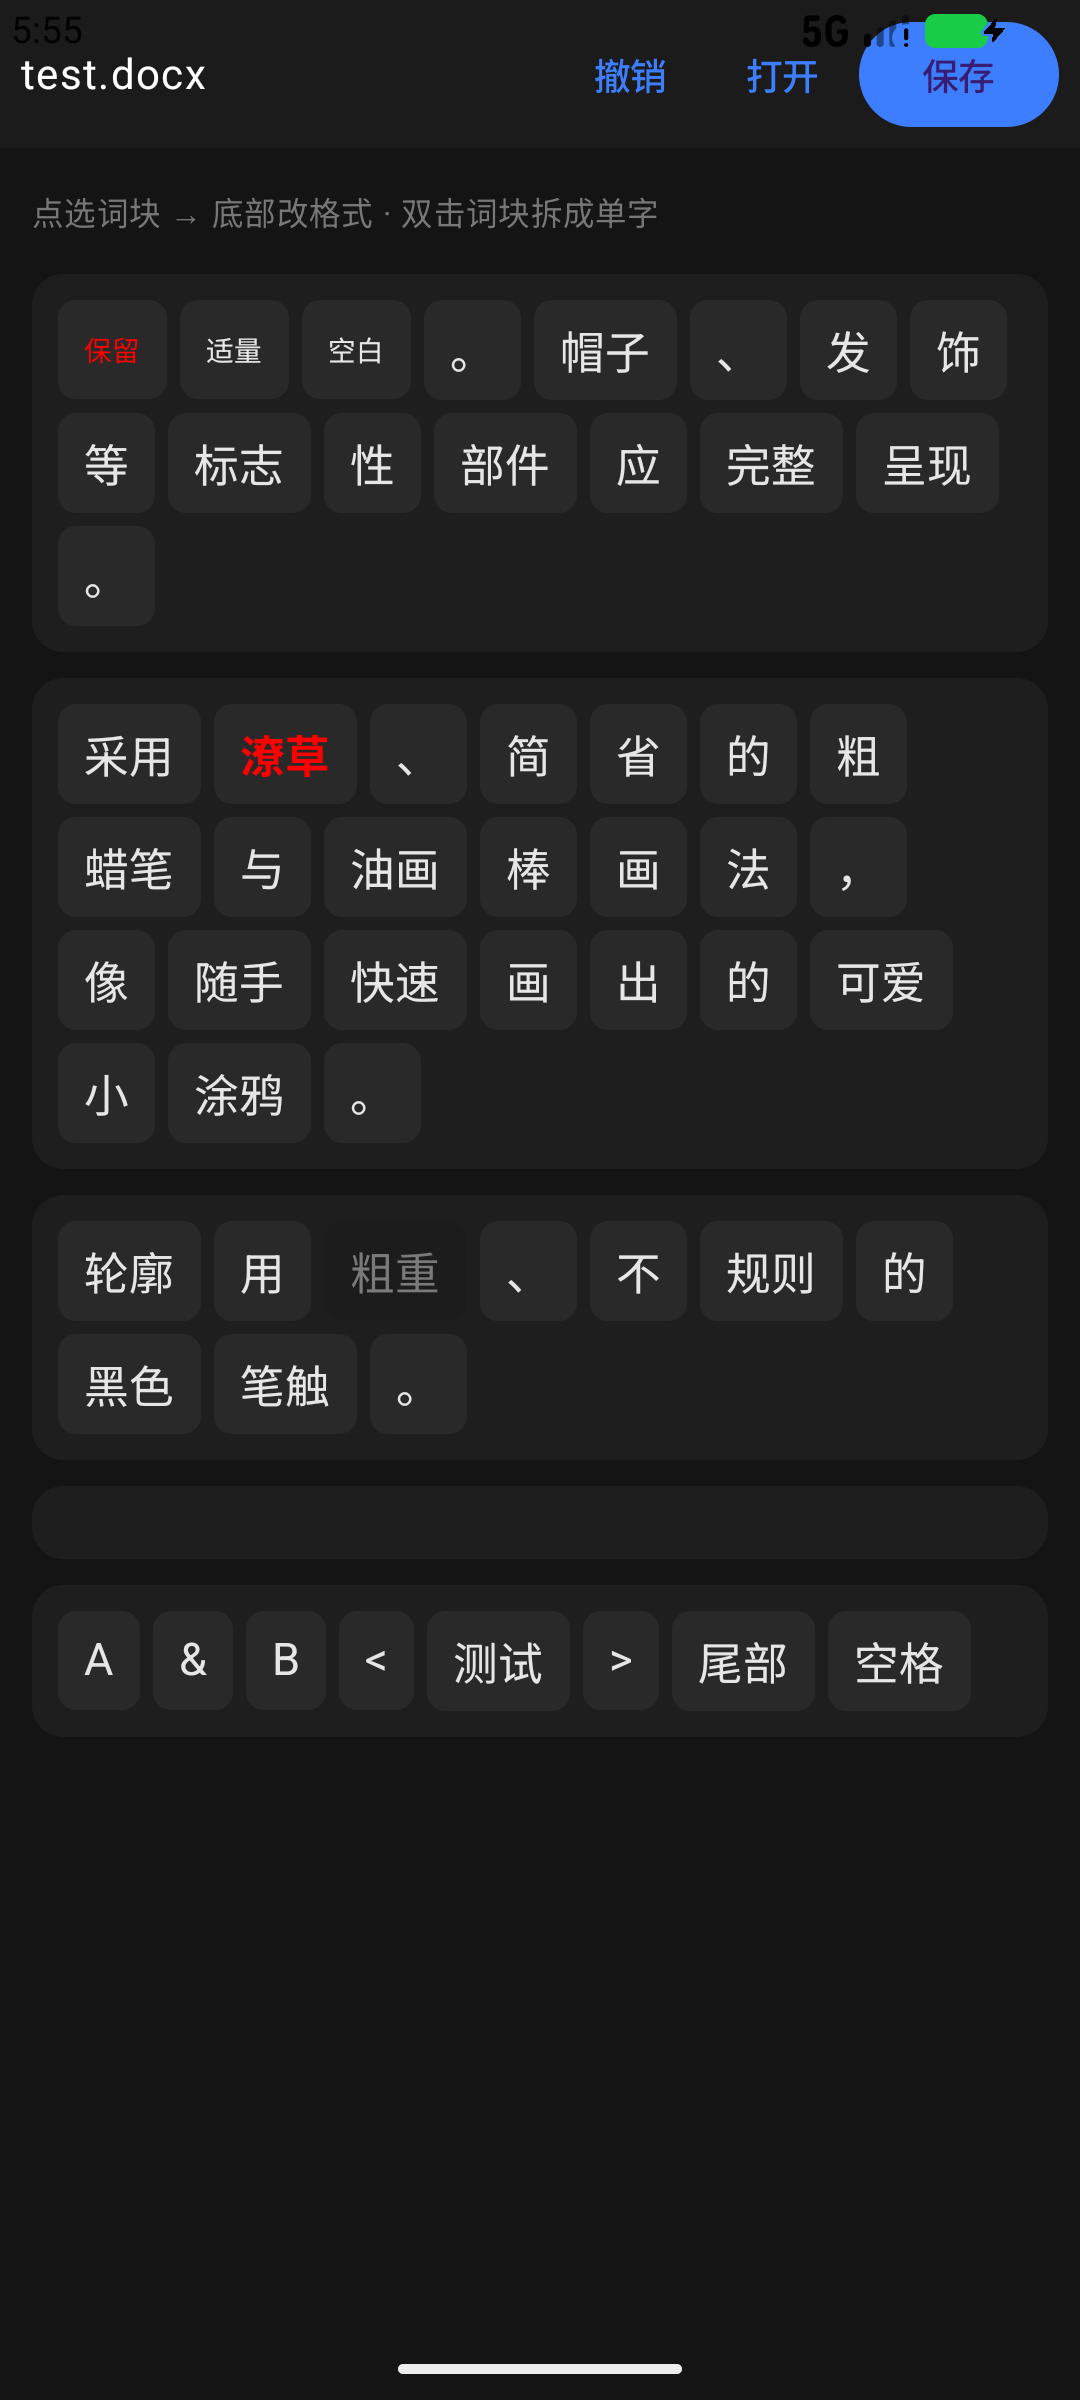 5:55 5G
test.docx 撤销 打开 保存
点选词块 → 底部改格式 · 双击词块拆成单字
保留 适量 空白 。 帽子 、 发 饰
等 标志 性 部件 应 完整 呈现
。
采用 潦草 、 简 省 的 粗
蜡笔 与 油画 棒 画 法 ，
像 随手 快速 画 出 的 可爱
小 涂鸦 。
轮廓 用 粗重 、 不 规则 的
黑色 笔触 。
A & B < 测试 > 尾部 空格